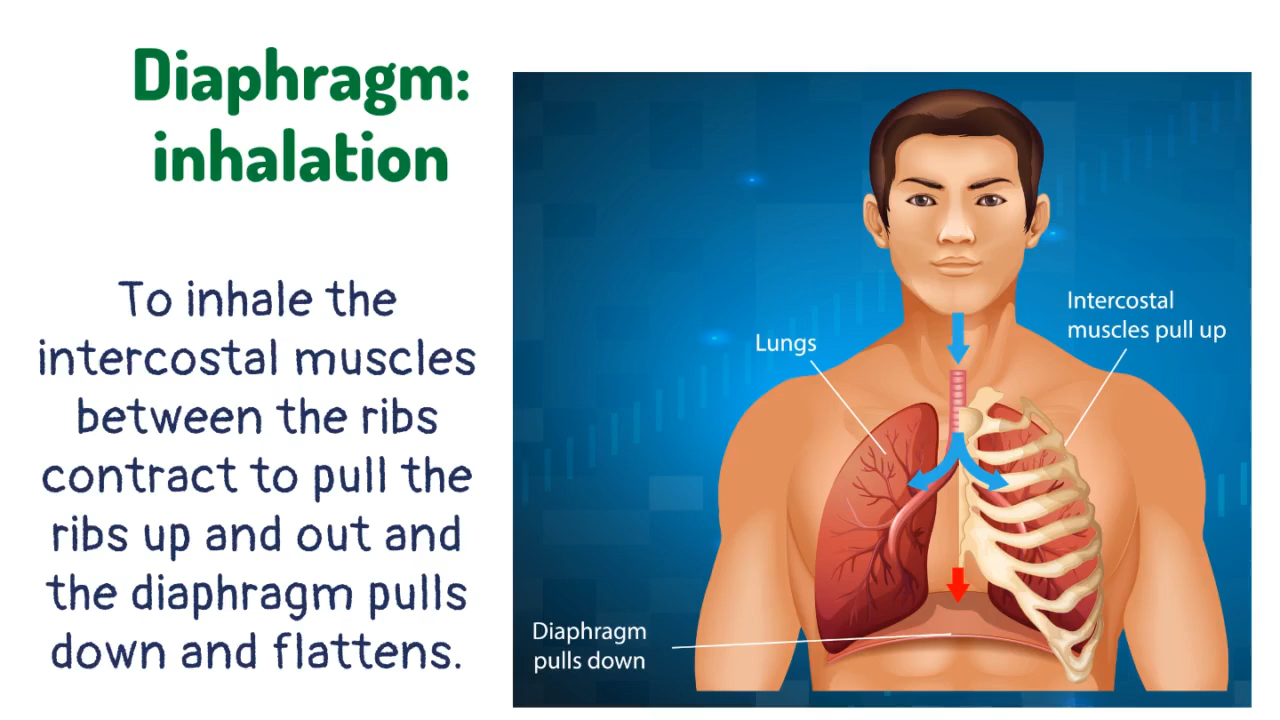 Diaphragm:
inhalation
To inhale the
intercostal muscles
between the ribs
contract to pull the
ribs up and out and
the diaphragm pulls
down and flattens.
Lungs
Intercostal
muscles pull up
Diaphragm
pulls down